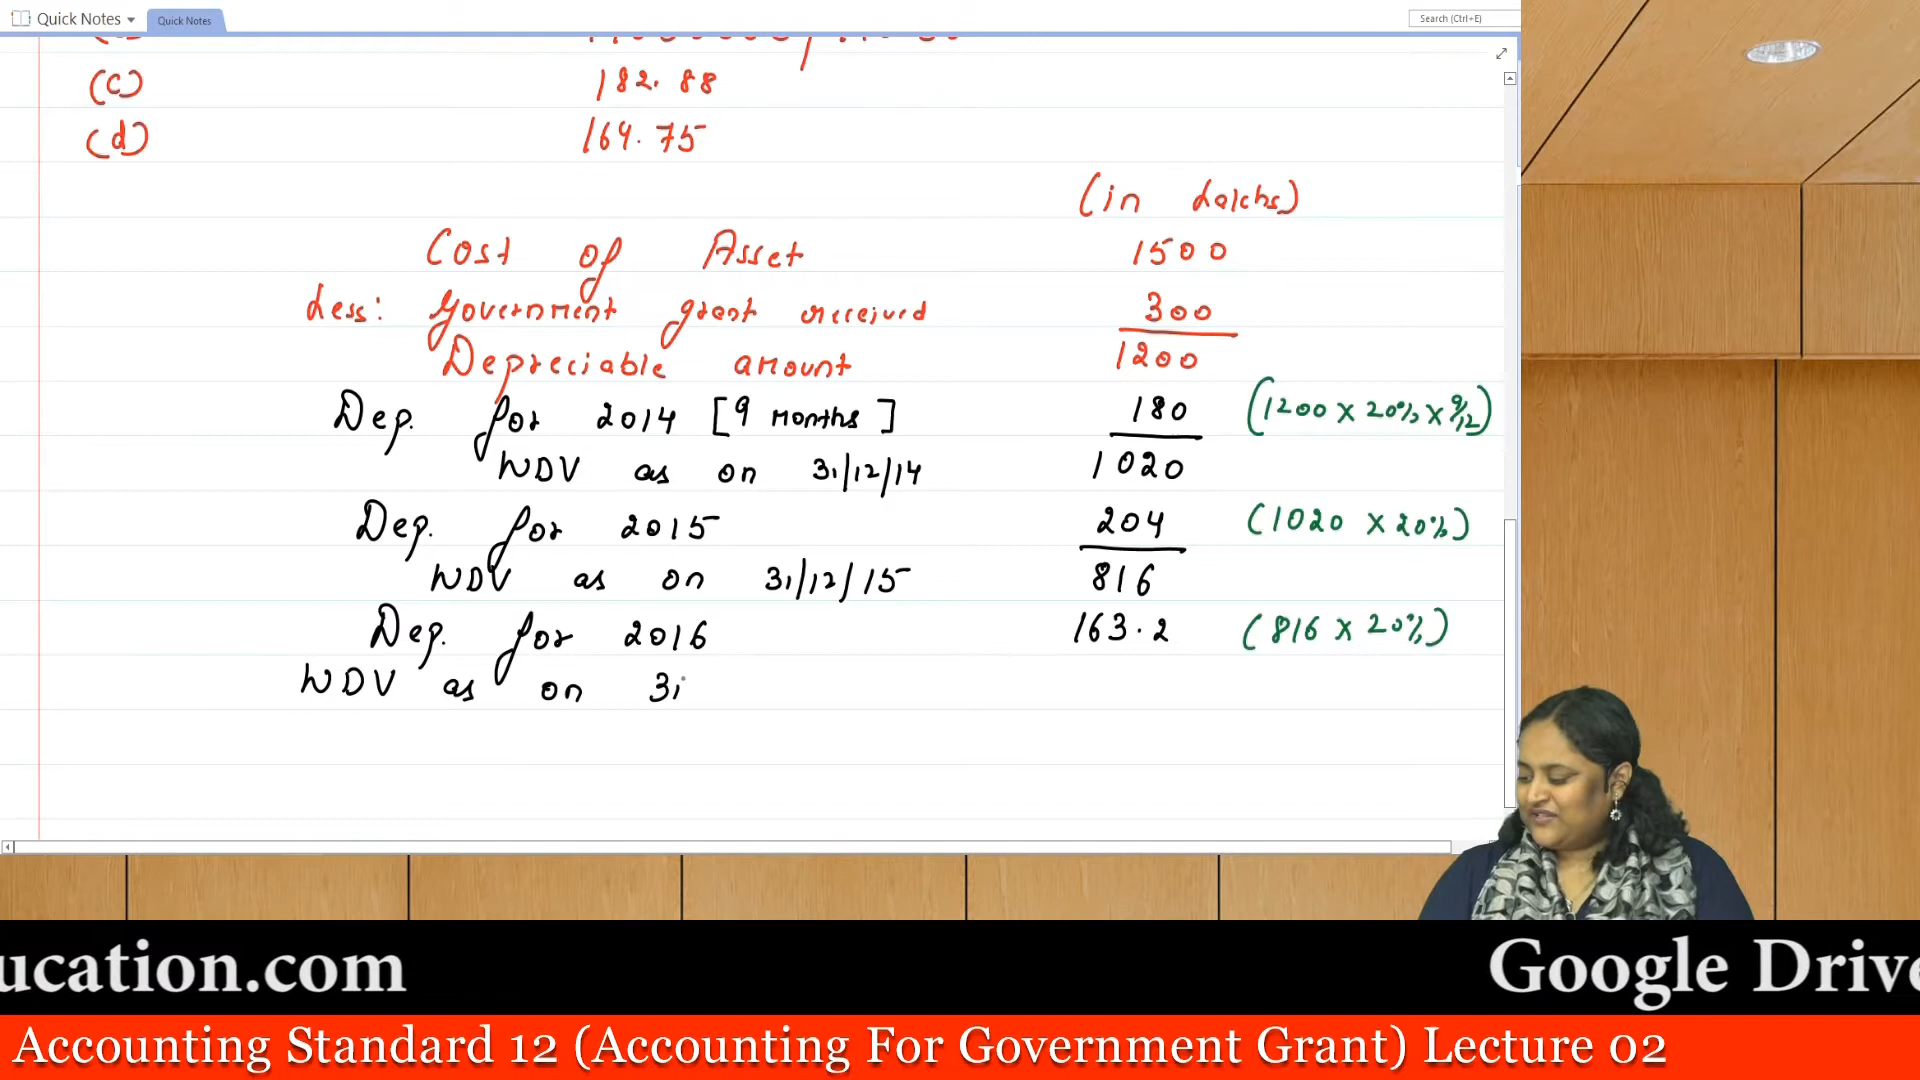 Quick Notes Quick Notes Search (Ctrl+E)
(c) 182.88
(d) 164.75
(in Lakhs)
Cost of Asset 1500
Less: Government grant received 300
Depreciable amount 1200
Dep. for 2014 [9 Months] 180 (1200 x 20% x 9/12)
WDV as on 31/12/14 1020
Dep. for 2015 204 (1020 x 20%)
WDV as on 31/12/15 816
Dep. for 2016 163.2 (816 x 20%)
WDV as on 31
ucation.com Google Drive
Accounting Standard 12 (Accounting For Government Grant) Lecture 02